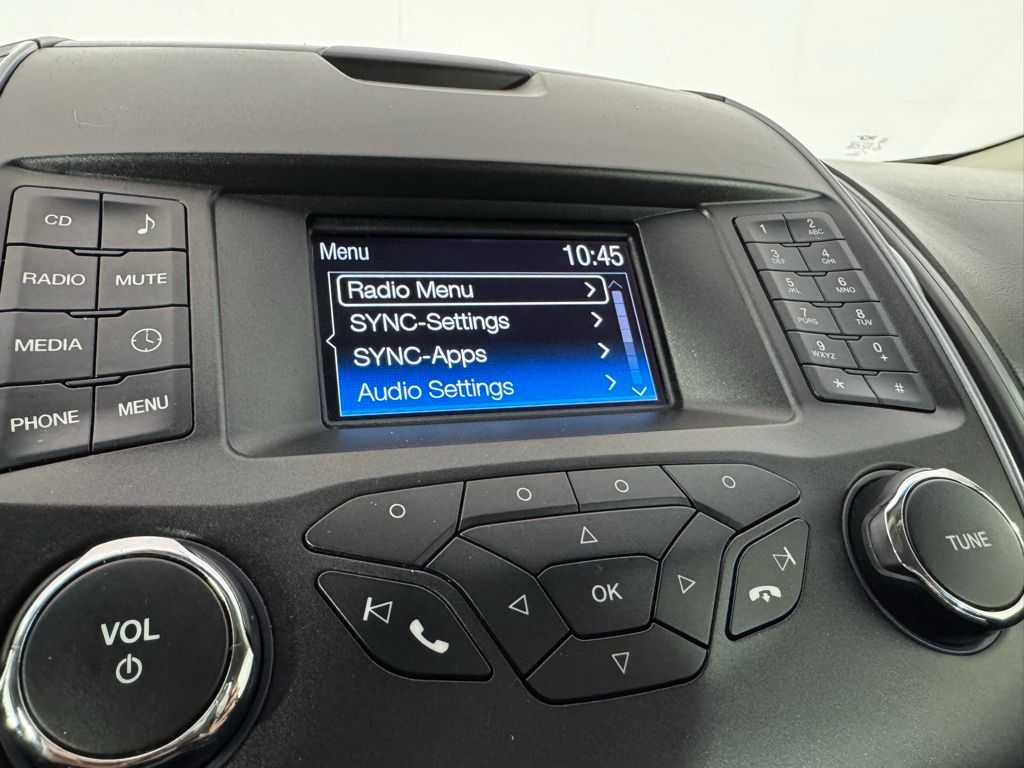 CD
RADIO MUTE
MEDIA
PHONE MENU
Menu 10:45
Radio Menu
SYNC-Settings
SYNC-Apps
Audio Settings
1 2 ABC
3 DEF 4 GHI
5 JKL 6 MNO
7 PQRS 8 TUV
9 WXYZ 0 +
* #
OK
VOL
TUNE